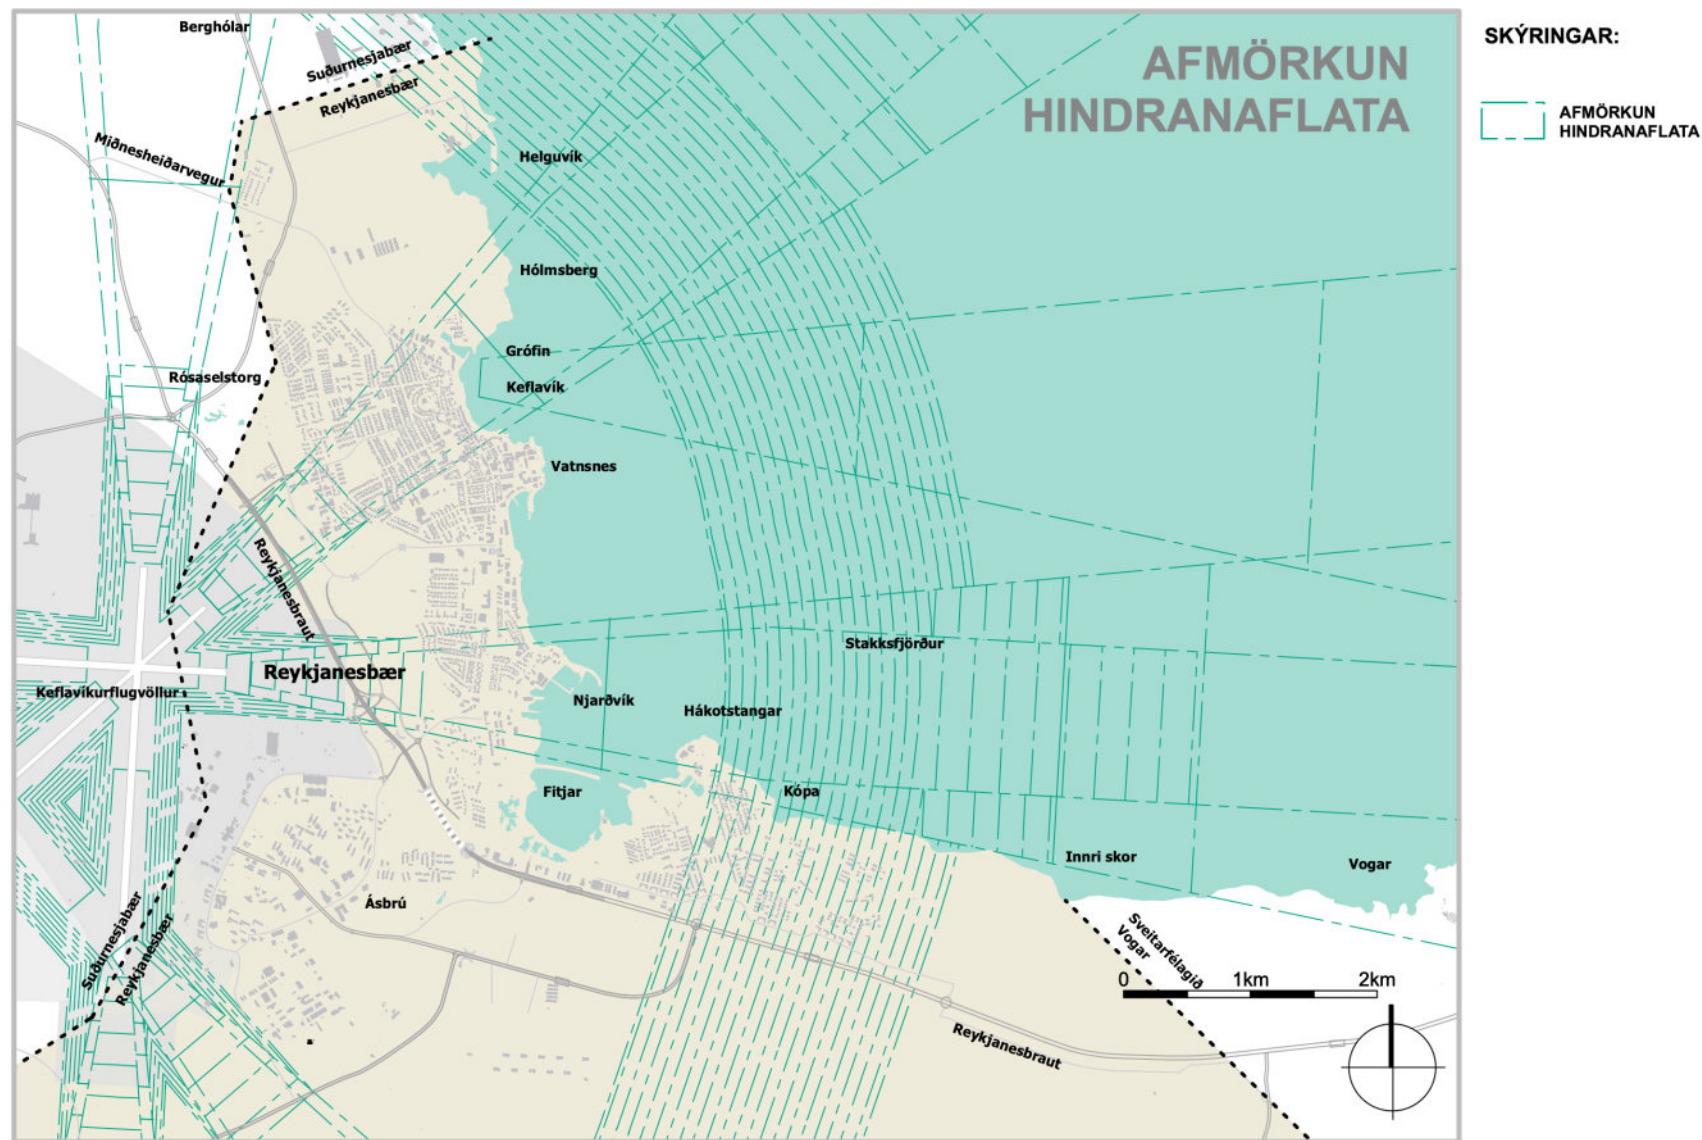 Berghólar
Suðurnesjabær
Reykjanesbær
AFMÖRKUN
HINDRANAFLATA
SKÝRINGAR:
AFMÖRKUN
HINDRANAFLATA
Miðnesheiðarvegur
Helguvík
Hólmsberg
Grófin
Rósaselstorg
Keflavík
Vatnsnes
Reykjanesbraut
Stakksfjörður
Reykjanesbær
Keflavíkurflugvöllur
Njarðvík
Hákotstangar
Fitjar
Kópa
Innri skor
Vogar
Ásbrú
Suðurnesjabær
Reykjanesbær
Sveitarfélagið
Vogar
0 1km 2km
Reykjanesbraut